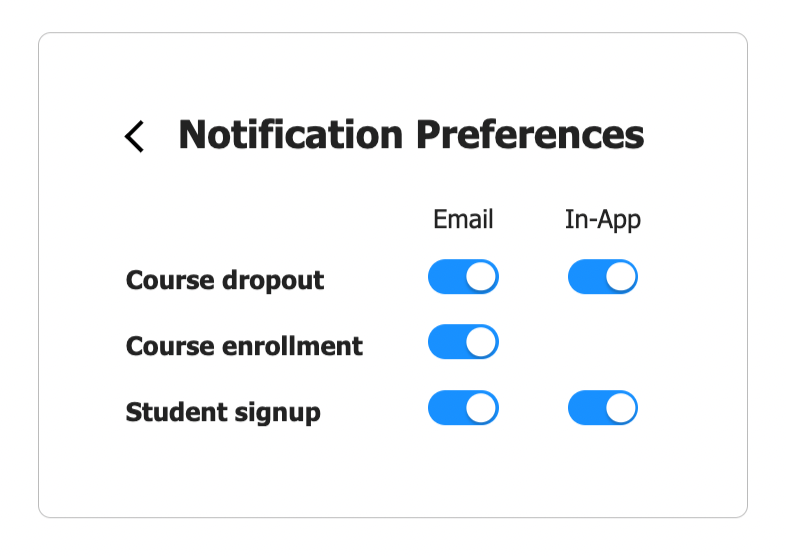 Notification Preferences
Email In-App
Course dropout
Course enrollment
Student signup